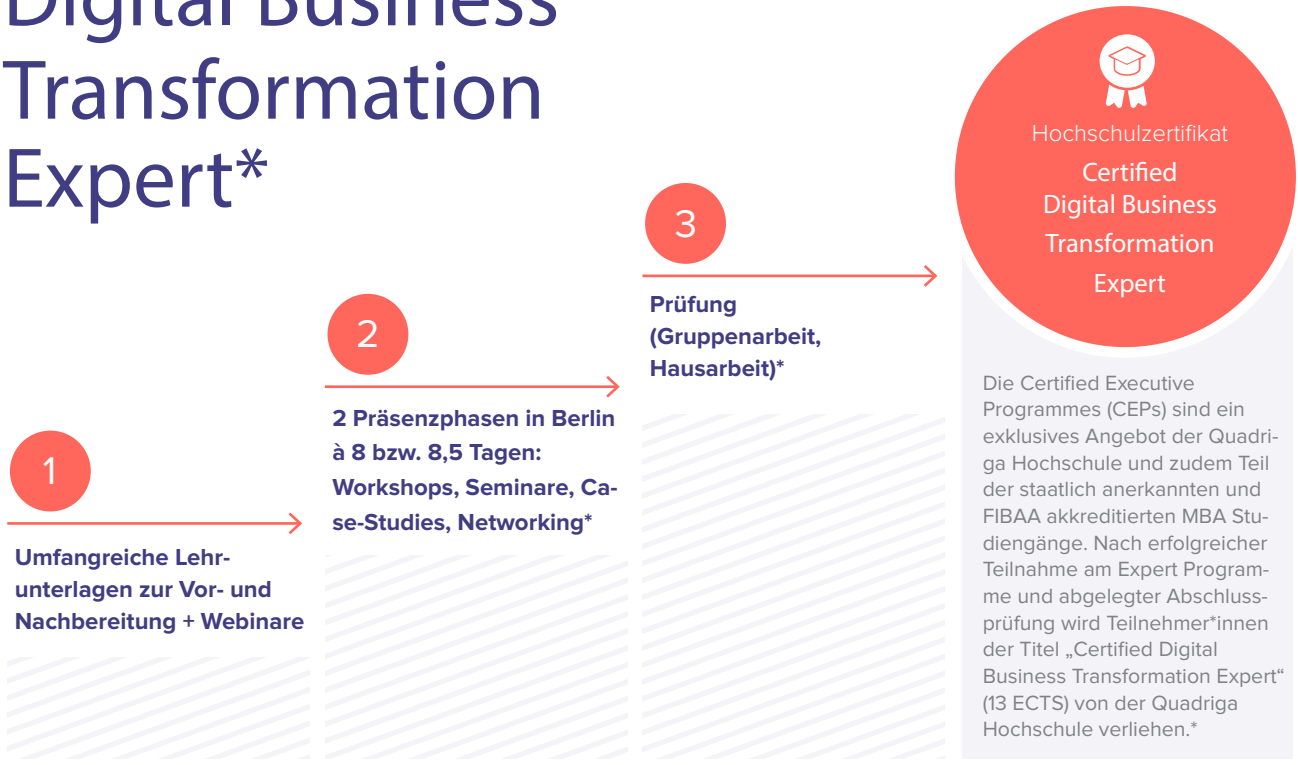 Digital Business
Transformation
Expert*
1
Umfangreiche Lehr-
unterlagen zur Vor- und
Nachbereitung + Webinare
2
2 Präsenzphasen in Berlin
à 8 bzw. 8,5 Tagen:
Workshops, Seminare, Ca-
se-Studies, Networking*
3
Prüfung
(Gruppenarbeit,
Hausarbeit)*
Hochschulzertifikat
Certified
Digital Business
Transformation
Expert
Die Certified Executive
Programmes (CEPs) sind ein
exklusives Angebot der Quadri-
ga Hochschule und zudem Teil
der staatlich anerkannten und
FIBAA akkreditierten MBA Stu-
diengänge. Nach erfolgreicher
Teilnahme am Expert Program-
me und abgelegter Abschluss-
prüfung wird Teilnehmer*innen
der Titel „Certified Digital
Business Transformation Expert“
(13 ECTS) von der Quadriga
Hochschule verliehen.*